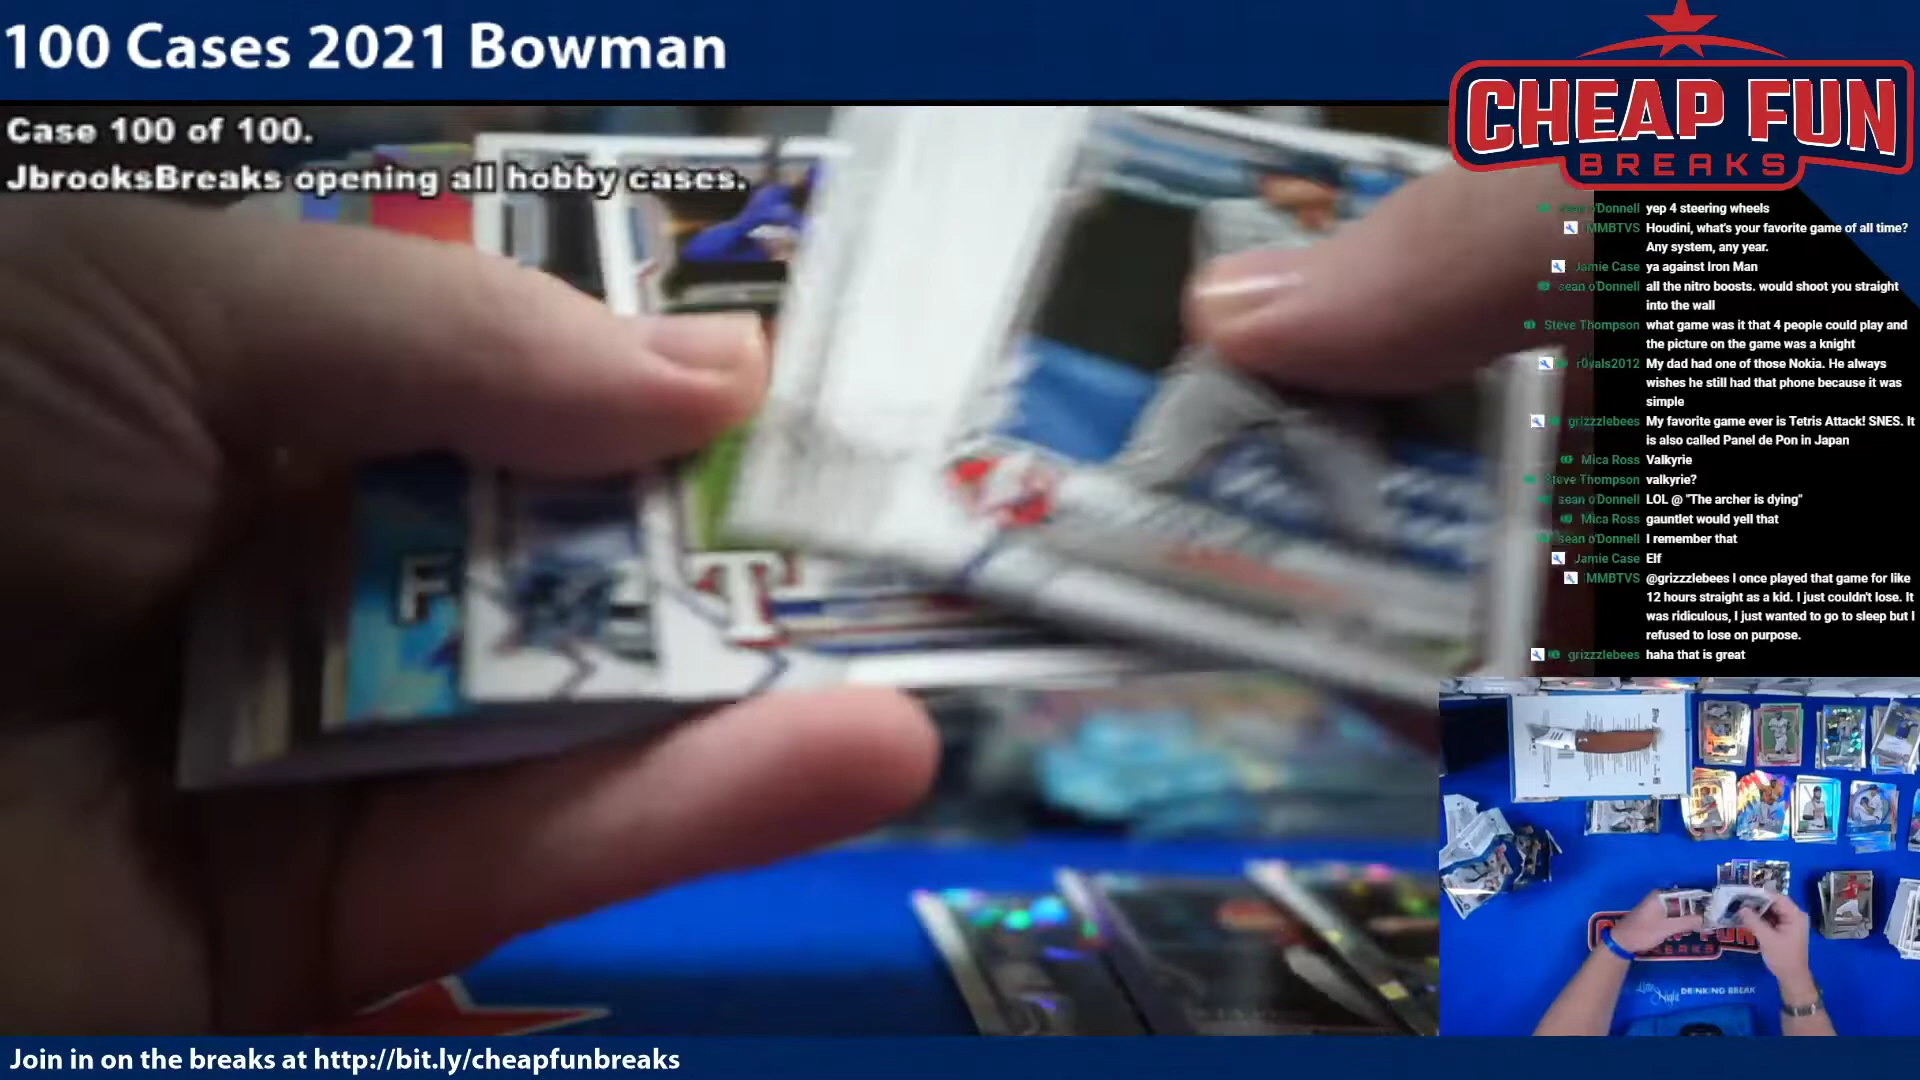 100 Cases 2021 Bowman
Case 100 of 100.
JbrooksBreaks opening all hobby cases.
CHEAP FUN
BREAKS
sean o'Donnell yep 4 steering wheels
MMBTVS Houdini, what's your favorite game of all time?
Any system, any year.
Jamie Case ya against Iron Man
sean o'Donnell all the nitro boosts. would shoot you straight
into the wall
Steve Thompson what game was it that 4 people could play and
the picture on the game was a knight
r0yals2012 My dad had one of those Nokia. He always
wishes he still had that phone because it was
simple
grizzzlebees My favorite game ever is Tetris Attack! SNES. It
is also called Panel de Pon in Japan
Mica Ross Valkyrie
Steve Thompson valkyrie?
sean o'Donnell LOL @ "The archer is dying"
Mica Ross gauntlet would yell that
sean o'Donnell I remember that
Jamie Case Elf
MMBTVS @grizzzlebees I once played that game for like
12 hours straight as a kid. I just couldn't lose. It
was ridiculous, I just wanted to go to sleep but I
refused to lose on purpose.
grizzzlebees haha that is great
F
T
FUN
BREAKS
Late Night DRINKING BREAK
Join in on the breaks at http://bit.ly/cheapfunbreaks